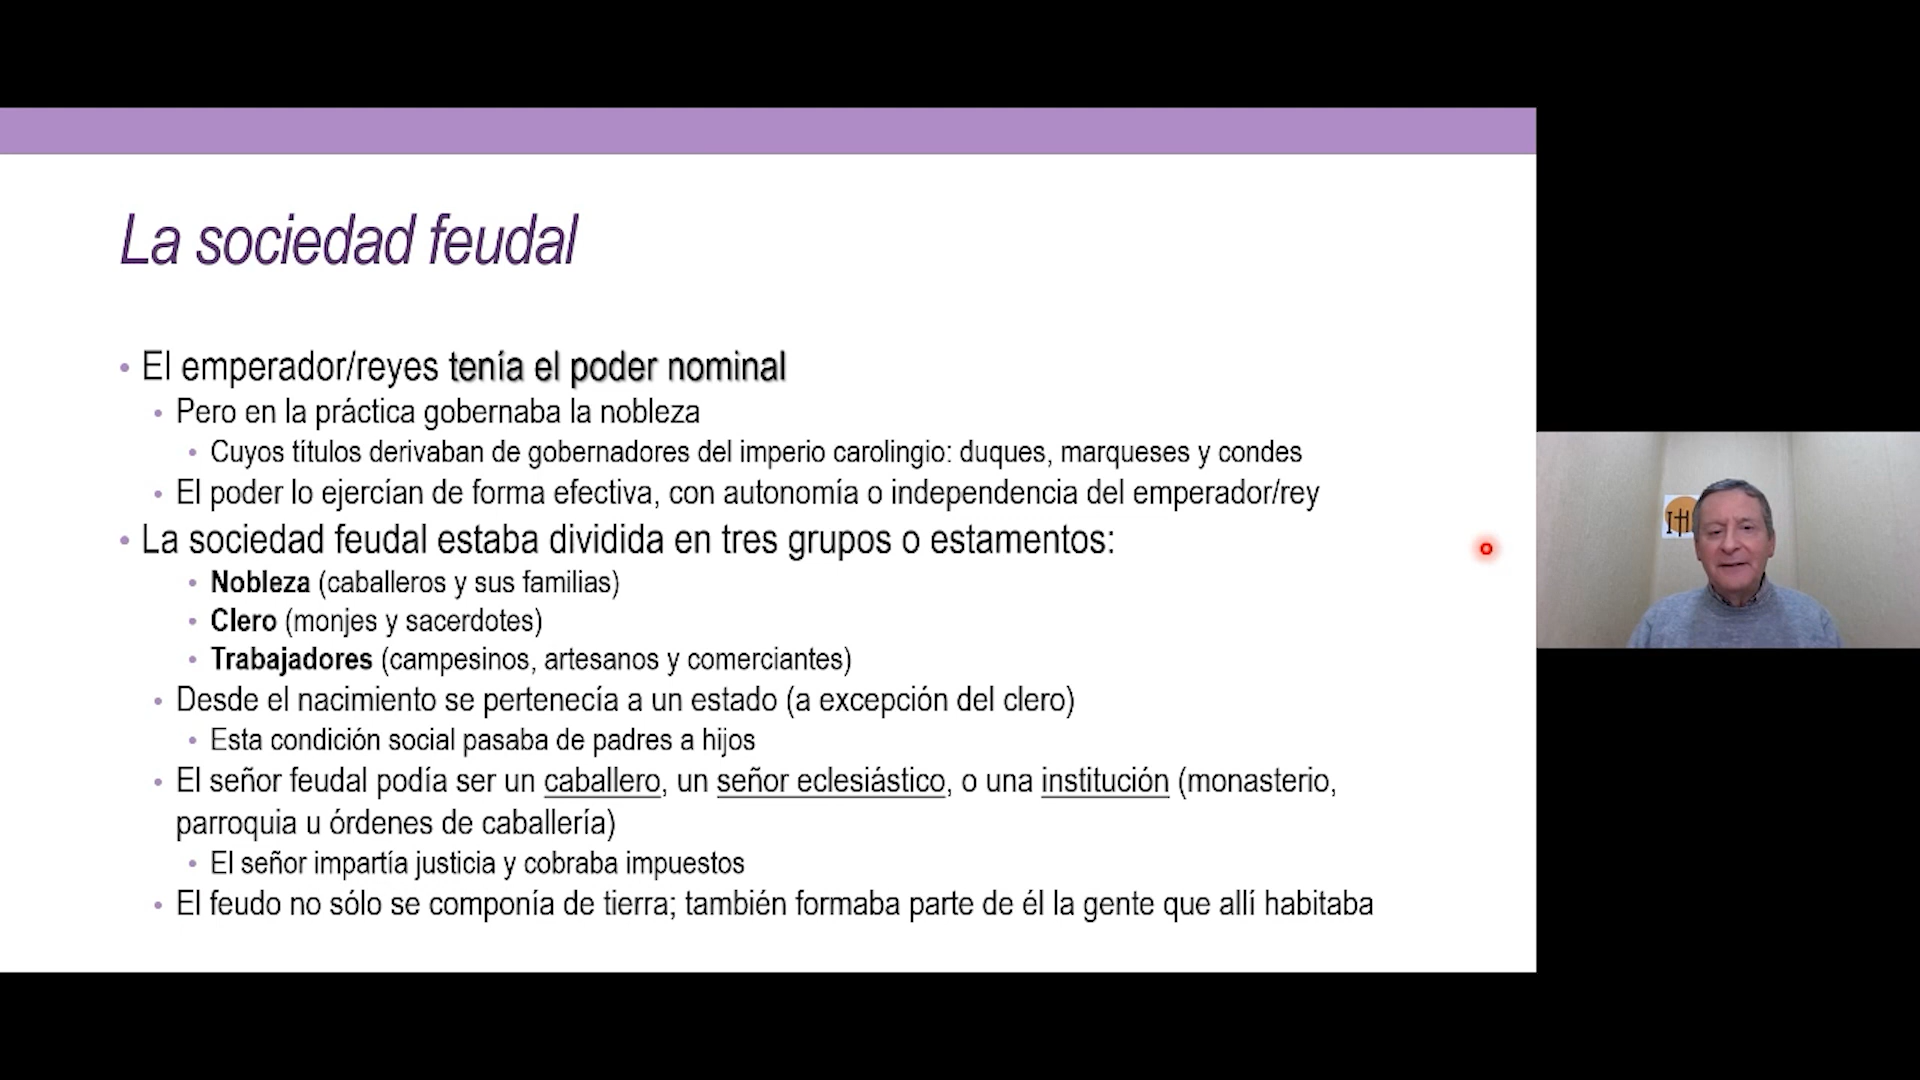 La sociedad feudal
• El emperador/reyes tenía el poder nominal
• Pero en la práctica gobernaba la nobleza
• Cuyos títulos derivaban de gobernadores del imperio carolingio: duques, marqueses y condes
• El poder lo ejercían de forma efectiva, con autonomía o independencia del emperador/rey
• La sociedad feudal estaba dividida en tres grupos o estamentos:
• Nobleza (caballeros y sus familias)
• Clero (monjes y sacerdotes)
• Trabajadores (campesinos, artesanos y comerciantes)
• Desde el nacimiento se pertenecía a un estado (a excepción del clero)
• Esta condición social pasaba de padres a hijos
• El señor feudal podía ser un caballero, un señor eclesiástico, o una institución (monasterio,
parroquia u órdenes de caballería)
• El señor impartía justicia y cobraba impuestos
• El feudo no sólo se componía de tierra; también formaba parte de él la gente que allí habitaba